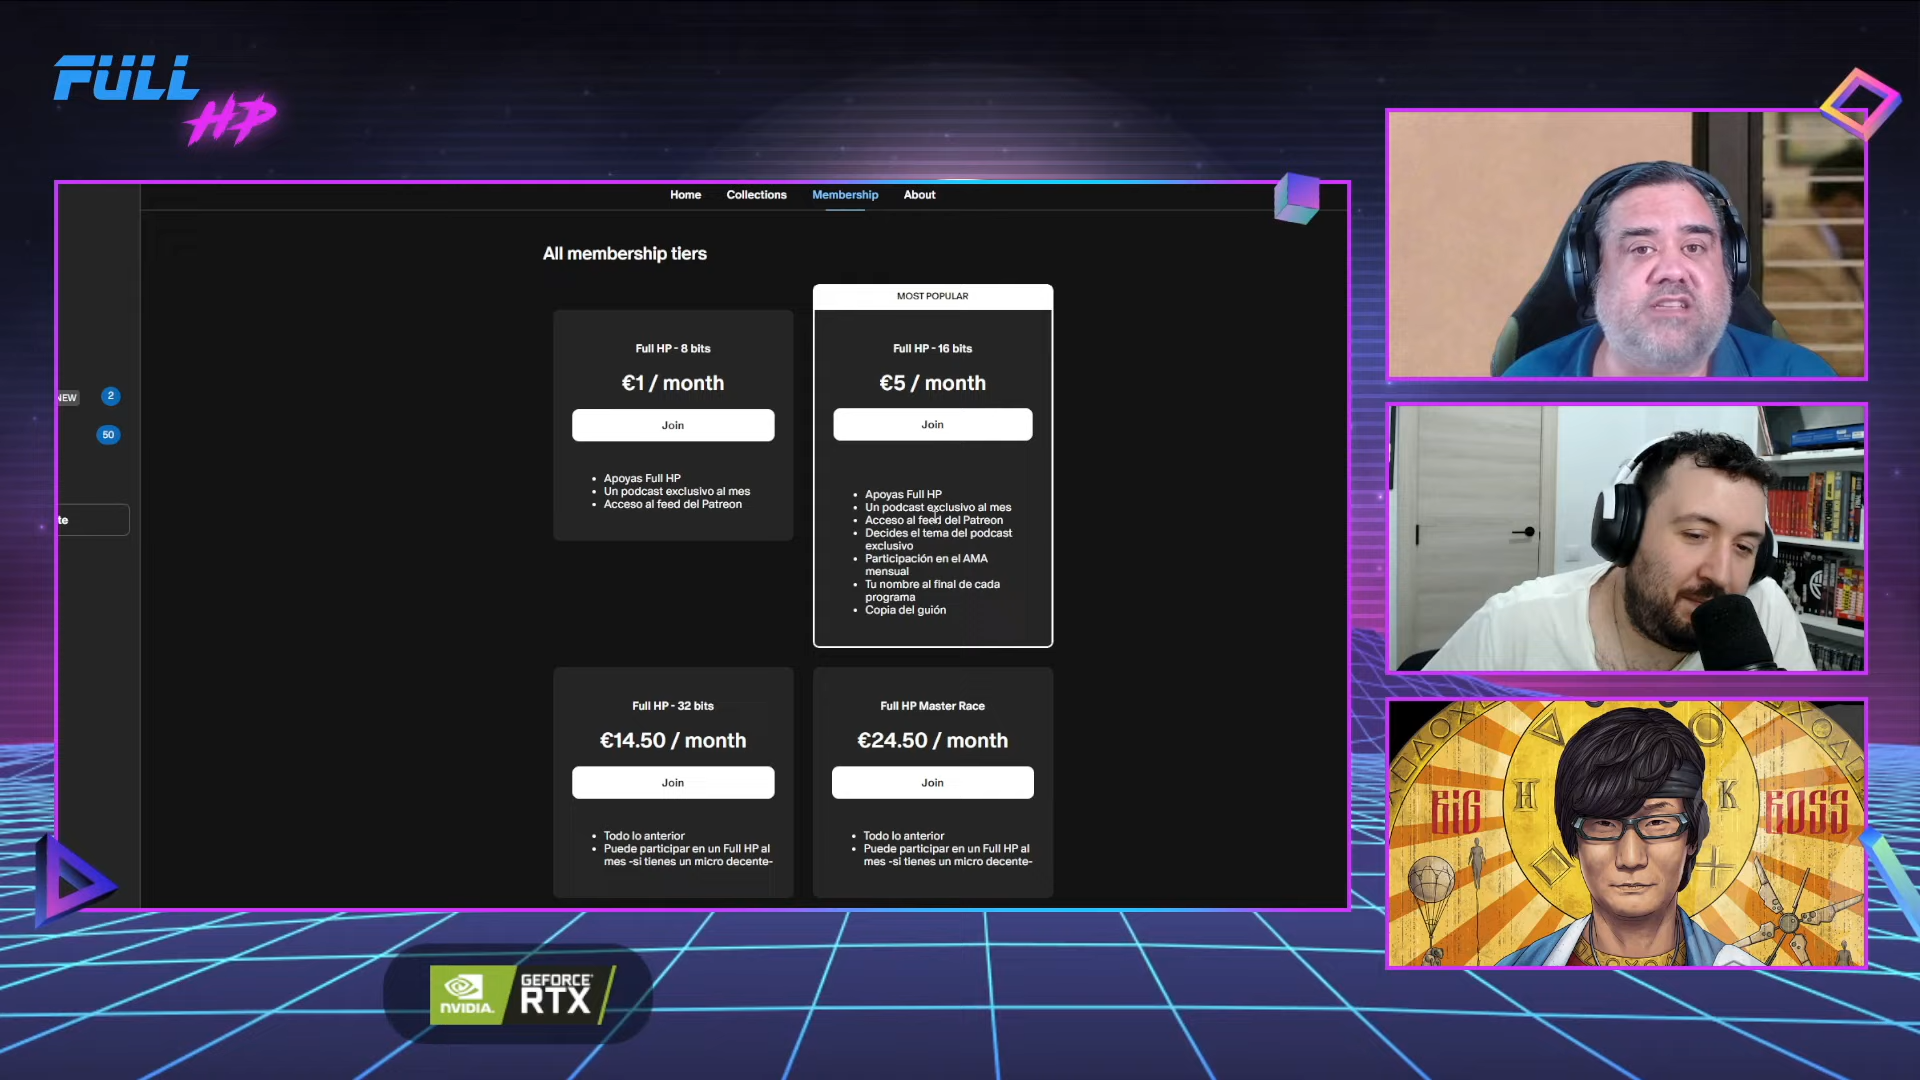 FULL
HP
Home Collections Membership About
All membership tiers
NEW 2
50
te
Full HP - 8 bits
€1 / month
Join
• Apoyas Full HP
• Un podcast exclusivo al mes
• Acceso al feed del Patreon
MOST POPULAR
Full HP - 16 bits
€5 / month
Join
• Apoyas Full HP
• Un podcast exclusivo al mes
• Acceso al feed del Patreon
• Decides el tema del podcast
exclusivo
• Participación en el AMA
mensual
• Tu nombre al final de cada
programa
• Copia del guión
Full HP - 32 bits
€14.50 / month
Join
• Todo lo anterior
• Puede participar en un Full HP al
mes -si tienes un micro decente-
Full HP Master Race
€24.50 / month
Join
• Todo lo anterior
• Puede participar en un Full HP al
mes -si tienes un micro decente-
BIG H K BOSS
NVIDIA. GEFORCE
RTX